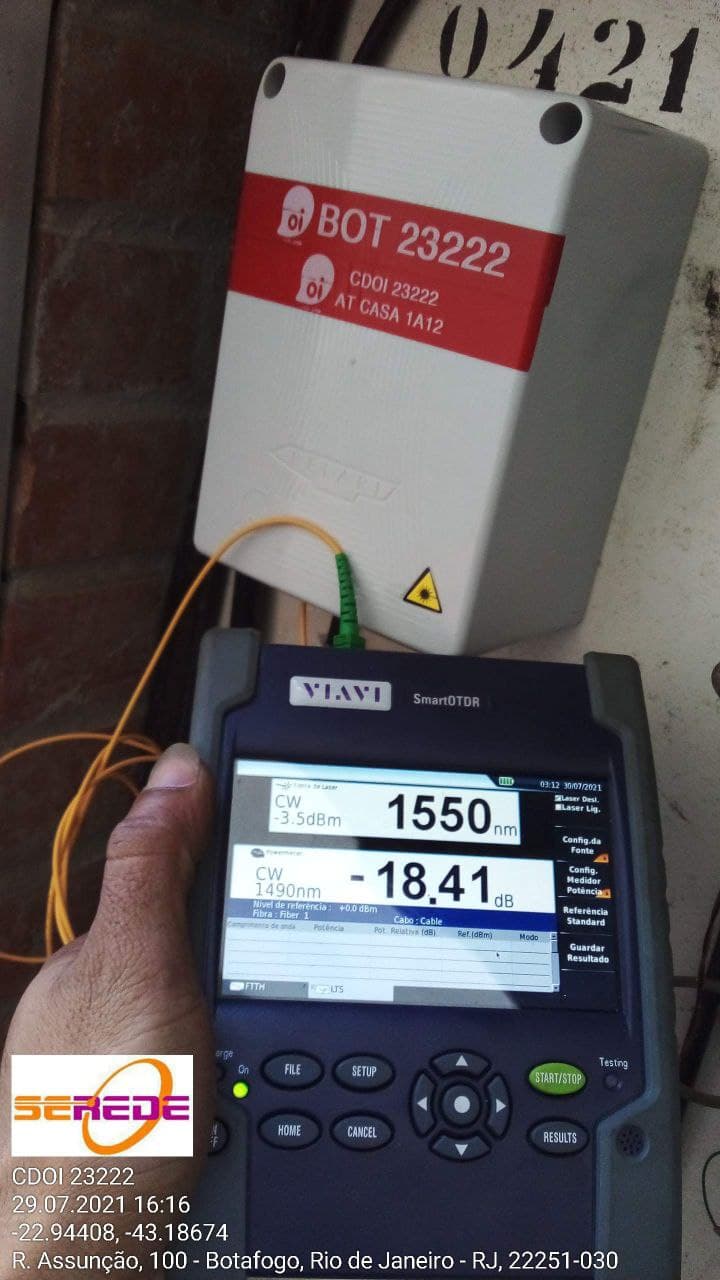 0421
oi BOT 23222
oi CDOI 23222
AT CASA 1A12
VIAVI SmartOTDR
03:12 30/07/2021
Fonte de Laser
CW
-3.5dBm
1550nm
Laser Desl.
Laser Lig.
Config.da
Fonte
Powermeter
CW
1490nm
-18.41dB
Config.
Medidor
Potência
Nível de referência : +0.0 dBm
Fibra : Fiber 1 Cabo : Cable
Referência
Standard
Comprimento de onda Potência Pot. Relativa (dB) Ref.(dBm) Modo
Guardar
Resultado
FTTH LTS
On
Testing
FILE SETUP START/STOP
HOME CANCEL RESULTS
SEREDE
CDOI 23222
29.07.2021 16:16
-22.94408, -43.18674
R. Assunção, 100 - Botafogo, Rio de Janeiro - RJ, 22251-030